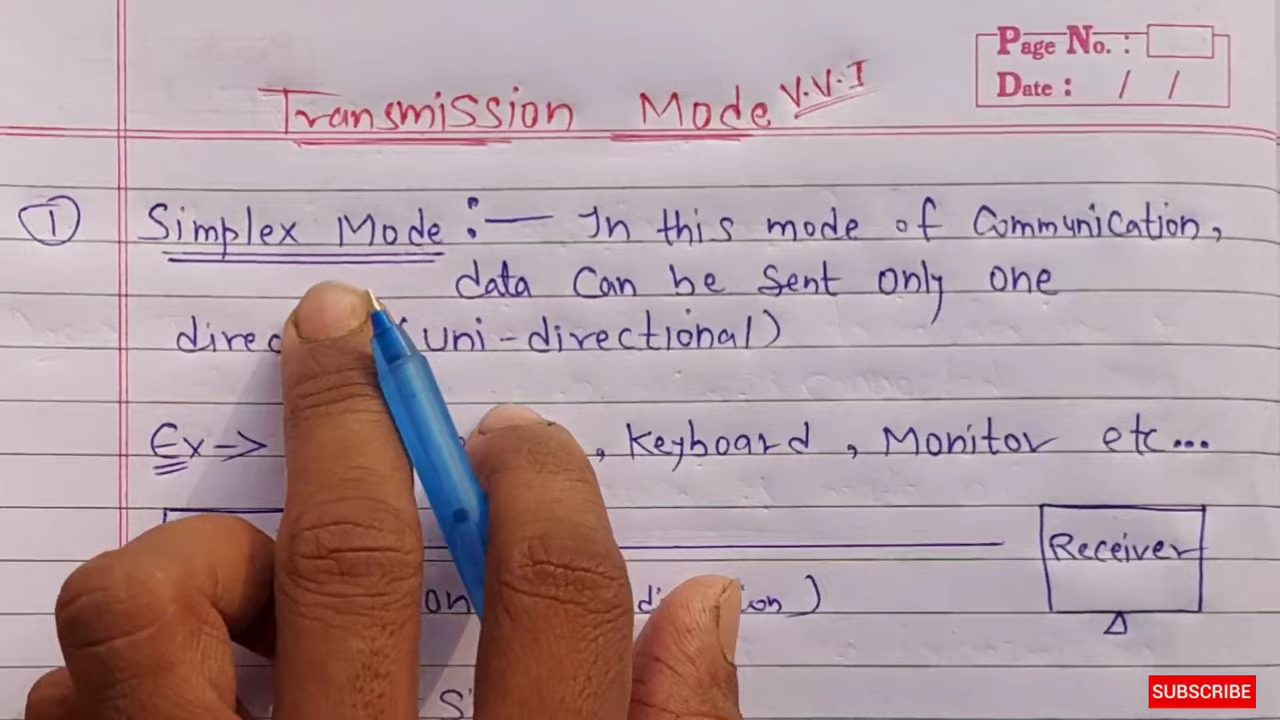 Page No. :
Date : / /
Transmission Mode V.V.I
① Simplex Mode :— In this mode of Communication,
data can be sent only one
(uni-directional)
Ex-> , Keyboard , Monitor etc...
Receiver
SUBSCRIBE